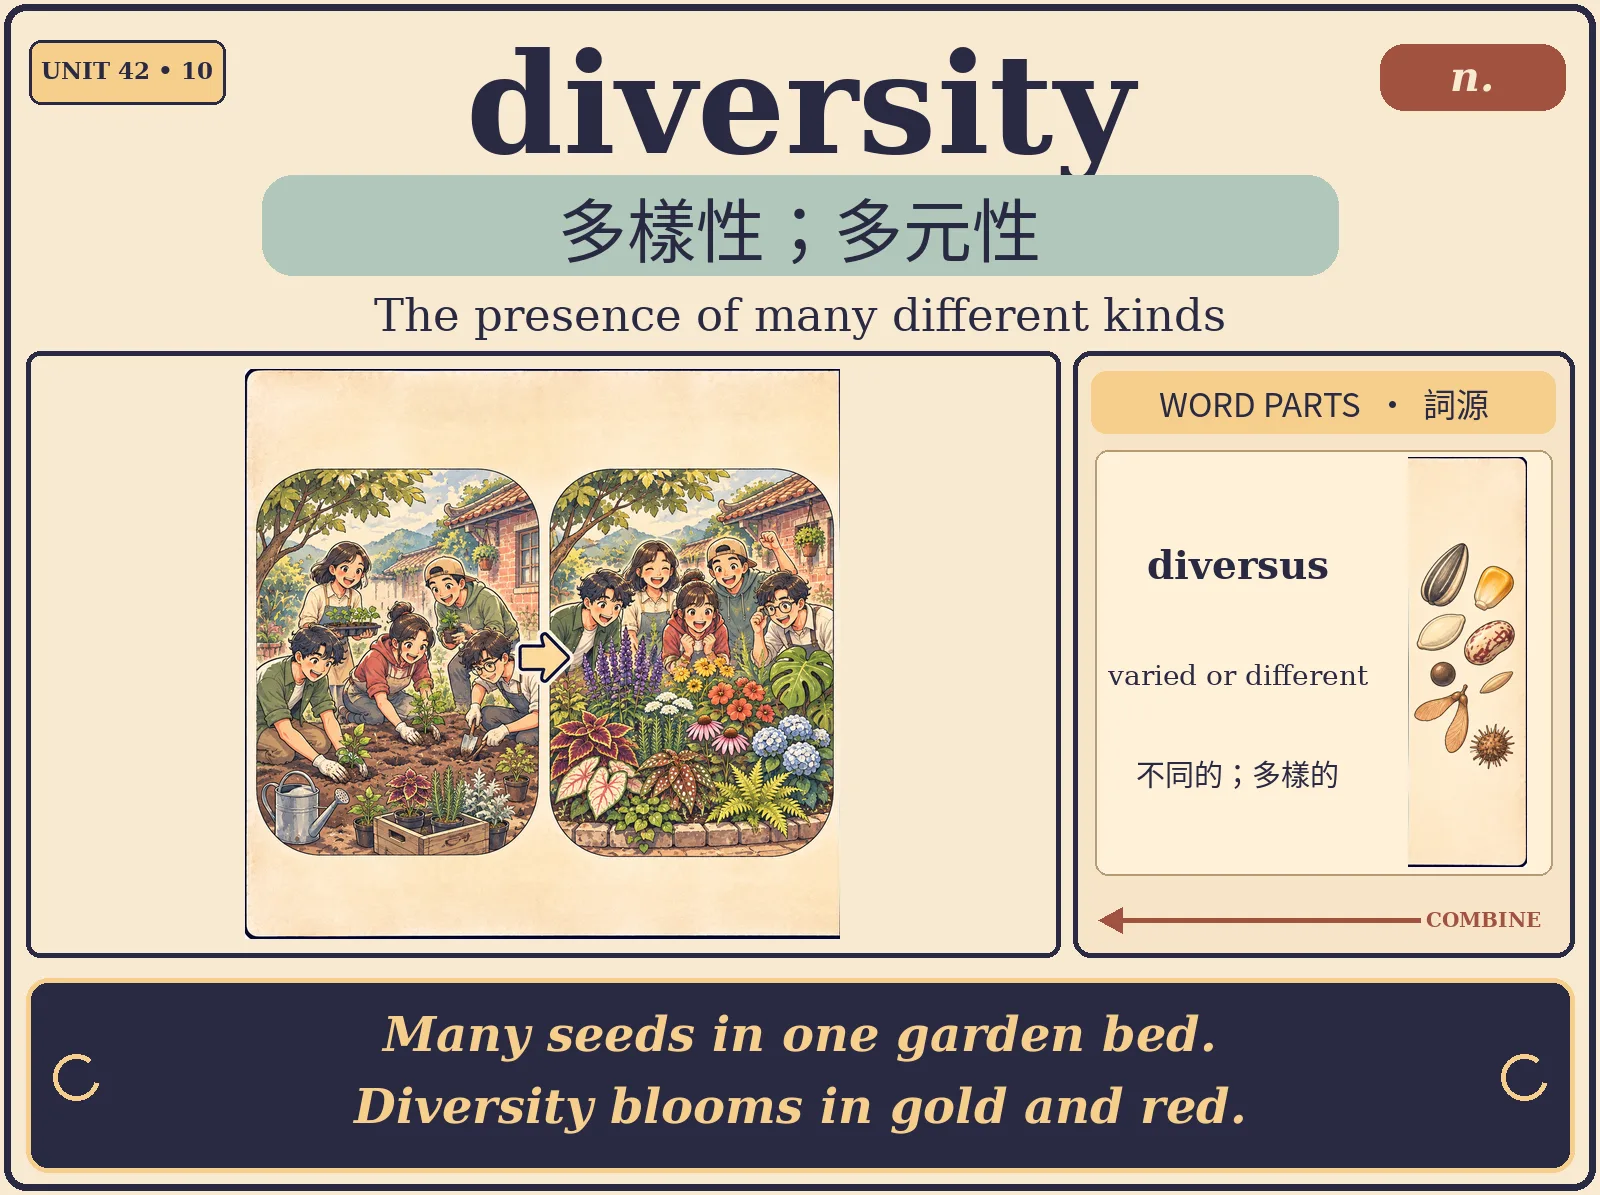 UNIT 42 • 10
diversity
n.
多樣性；多元性
The presence of many different kinds
WORD PARTS • 詞源
diversus
varied or different
不同的；多樣的
COMBINE
Many seeds in one garden bed.
Diversity blooms in gold and red.